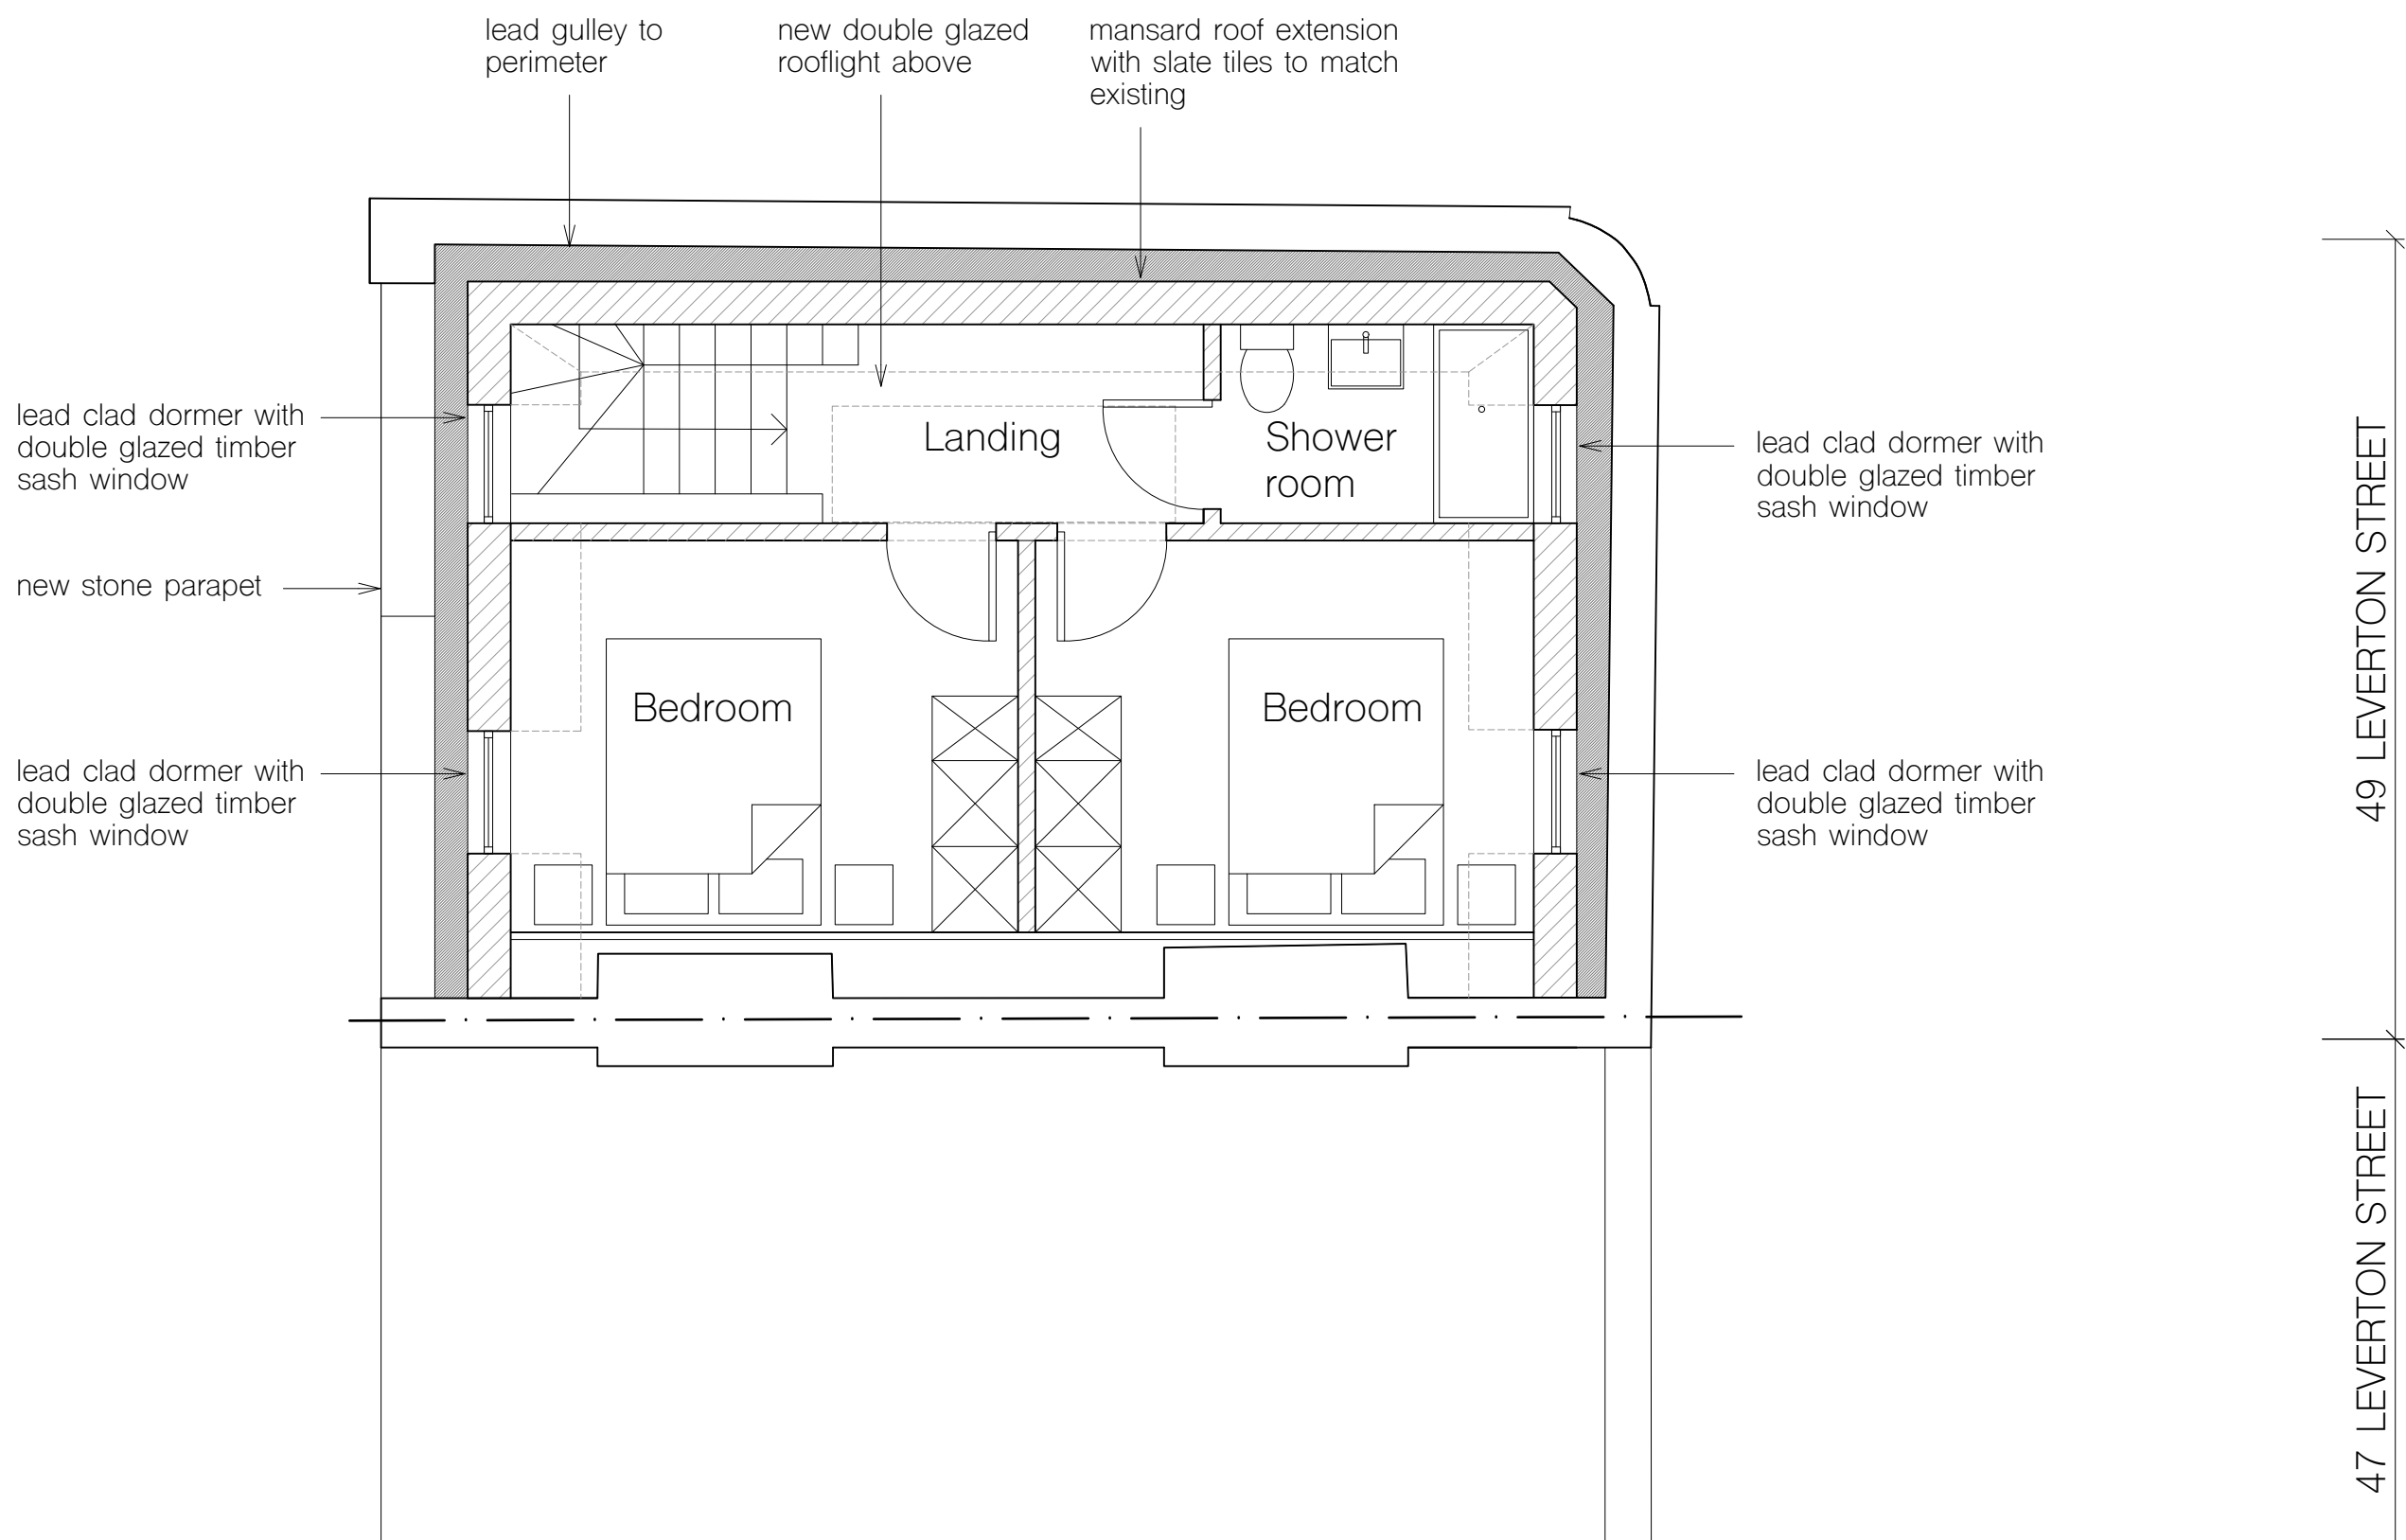 lead gulley to
perimeter
new double glazed
rooflight above
mansard roof extension
with slate tiles to match
existing
lead clad dormer with
double glazed timber
sash window
Landing
Shower
room
lead clad dormer with
double glazed timber
sash window
new stone parapet
49 LEVERTON STREET
Bedroom
Bedroom
lead clad dormer with
double glazed timber
sash window
lead clad dormer with
double glazed timber
sash window
47 LEVERTON STREET